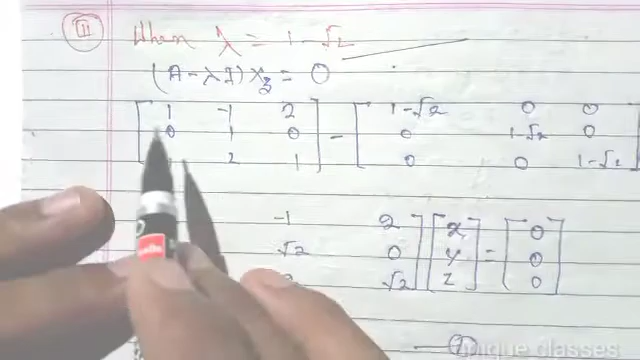 (II) When λ = 1-√2
(A - λI) X₃ = 0
[1 -1 2] - [1-√2 0 0]
[0 1 0] [0 1-√2 0]
[2 1] [0 0 1-√2]
-1 2] [x] = [0]
√2 0] [y] [0]
√2] [z] [0]
unique classes